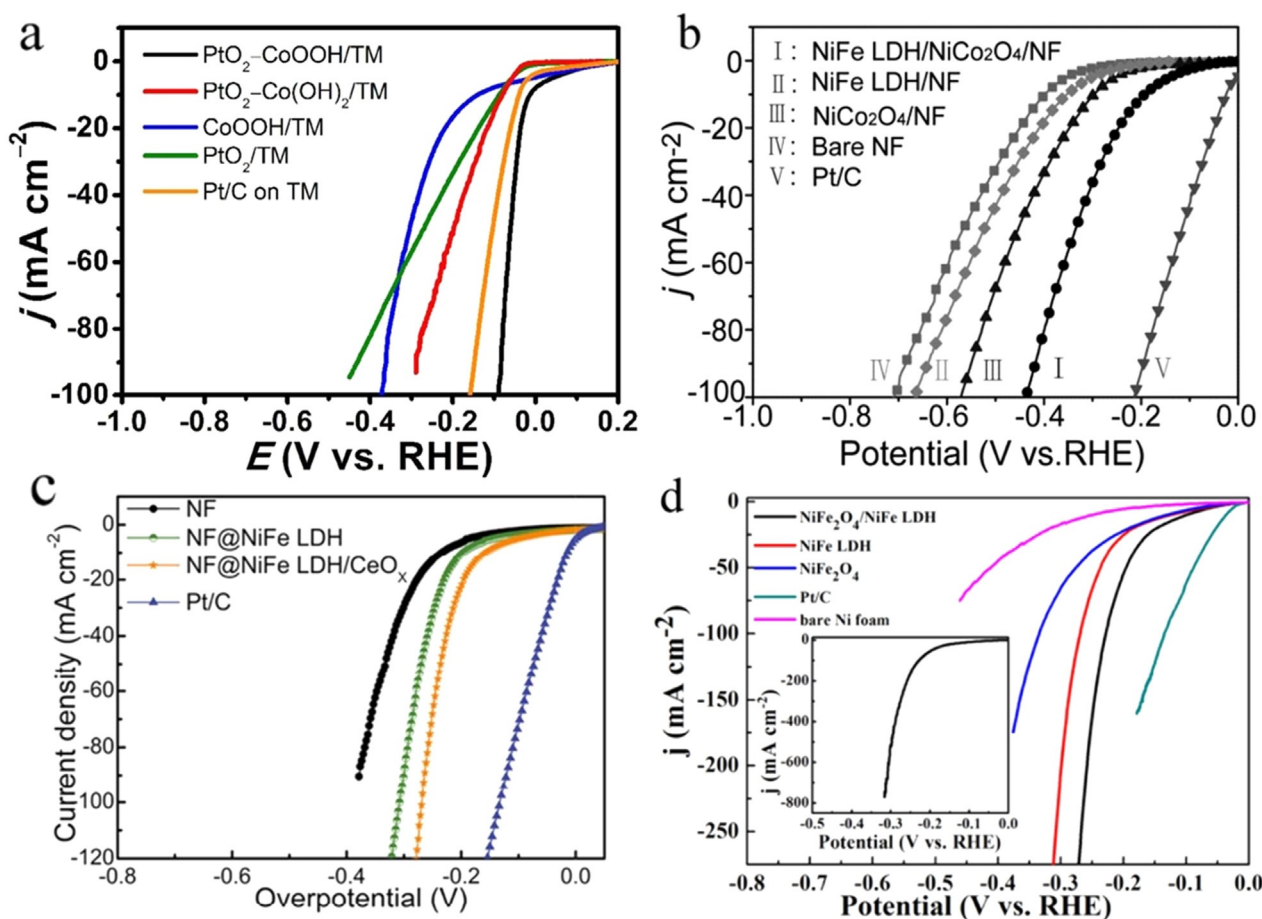 a
PtO₂–CoOOH/TM
PtO₂–Co(OH)₂/TM
CoOOH/TM
PtO₂/TM
Pt/C on TM
j (mA cm⁻²)
0
-20
-40
-60
-80
-100
-1.0 -0.8 -0.6 -0.4 -0.2 0.0 0.2
E (V vs. RHE)
b
I : NiFe LDH/NiCo₂O₄/NF
II : NiFe LDH/NF
III : NiCo₂O₄/NF
IV : Bare NF
V : Pt/C
j (mA cm-2)
0
-20
-40
-60
-80
-100
IV II III I V
-1.0 -0.8 -0.6 -0.4 -0.2 0.0
Potential (V vs.RHE)
c
NF
NF@NiFe LDH
NF@NiFe LDH/CeOₓ
Pt/C
Current density (mA cm⁻²)
0
-20
-40
-60
-80
-100
-120
-0.8 -0.6 -0.4 -0.2 0.0
Overpotential (V)
d
NiFe₂O₄/NiFe LDH
NiFe LDH
NiFe₂O₄
Pt/C
bare Ni foam
j (mA cm⁻²)
0
-50
-100
-150
-200
-250
j (mA cm⁻²)
0
-200
-400
-600
-800
-0.5 -0.4 -0.3 -0.2 -0.1 0.0
Potential (V vs. RHE)
-0.8 -0.7 -0.6 -0.5 -0.4 -0.3 -0.2 -0.1 0.0
Potential (V vs. RHE)